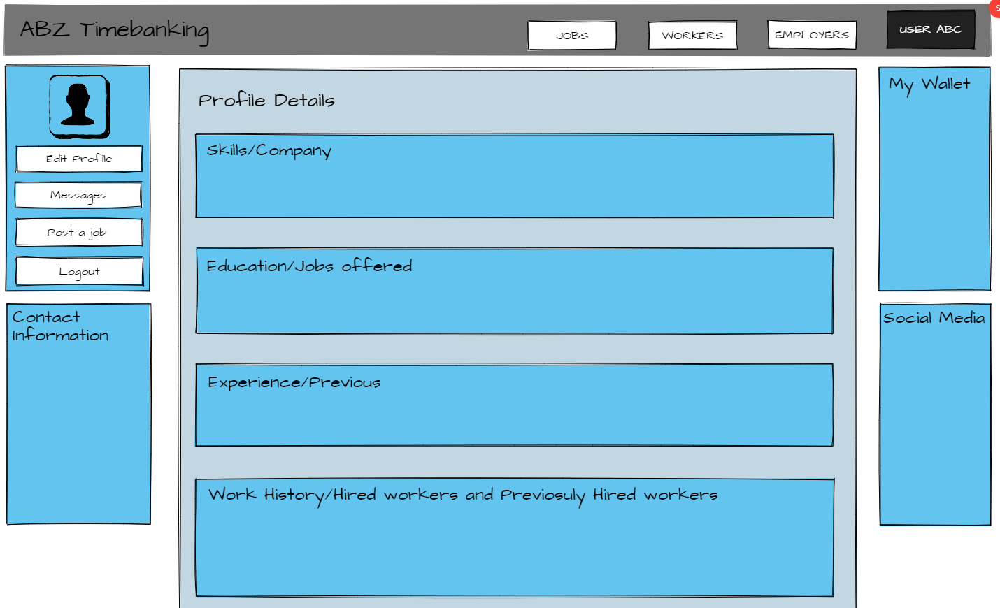 ABZ Timebanking
JOBS
WORKERS
EMPLOYERS
USER ABC
S
Edit Profile
Messages
Post a job
Logout
Contact
Information
Profile Details
Skills/Company
Education/Jobs offered
Experience/Previous
Work History/Hired workers and Previosuly Hired workers
My Wallet
Social Media